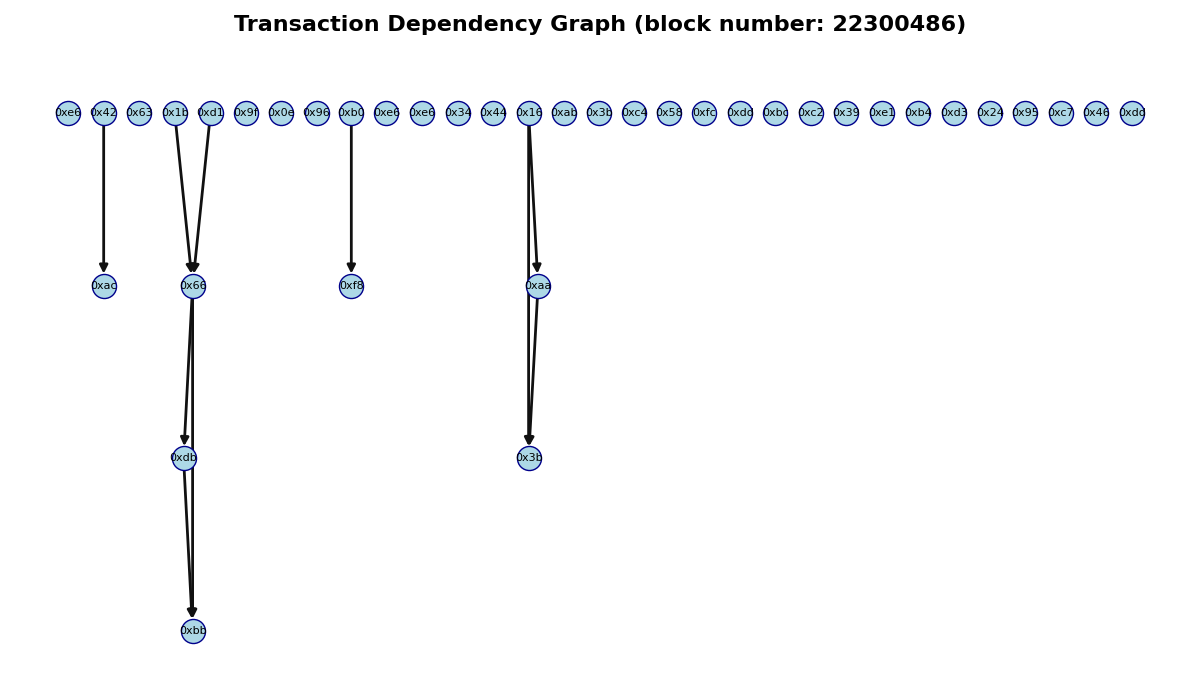 Transaction Dependency Graph (block number: 22300486)
0xe6 0x42 0x63 0x1b 0xd1 0x9f 0x0e 0x96 0xb0 0xe6 0xe6 0x34 0x44 0x16 0xab 0x3b 0xc4 0x58 0xfc 0xdd 0xbc 0xc2 0x39 0xe1 0xb4 0xd3 0x24 0x95 0xc7 0x46 0xdd
0xac 0x66 0xf8 0xaa
0xdb 0x3b
0xbb